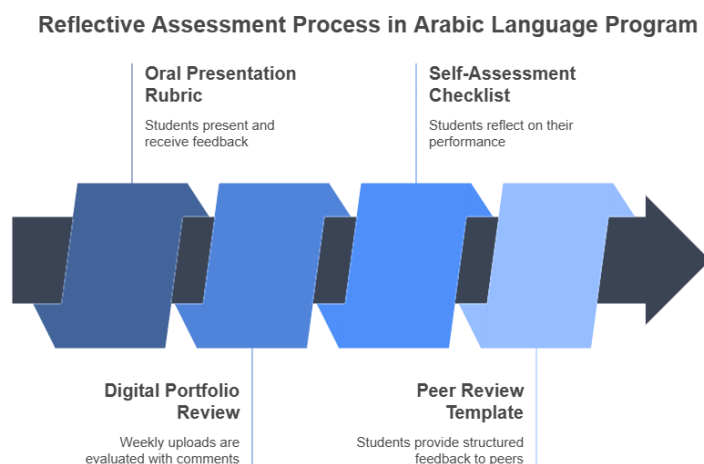 Reflective Assessment Process in Arabic Language Program
Oral Presentation
Rubric
Students present and
receive feedback
Self-Assessment
Checklist
Students reflect on their
performance
Digital Portfolio
Review
Weekly uploads are
evaluated with comments
Peer Review
Template
Students provide structured
feedback to peers